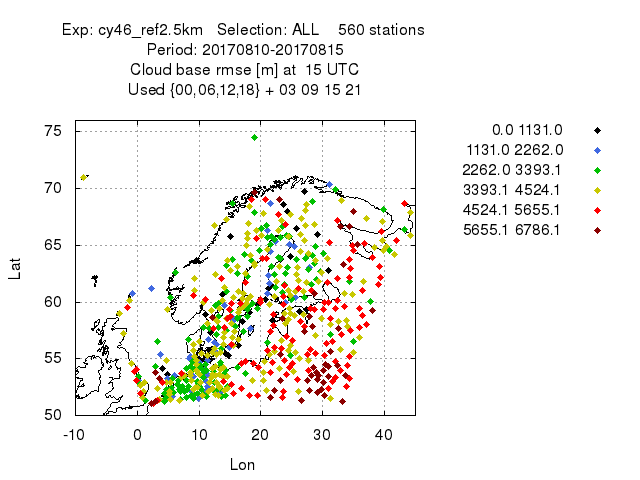 Exp: cy46_ref2.5km   Selection: ALL    560 stations
Period: 20170810-20170815
Cloud base rmse [m] at  15 UTC
Used {00,06,12,18} + 03 09 15 21
75
70
65
60
55
50
Lat
-10 0 10 20 30 40
Lon
0.0 1131.0
1131.0 2262.0
2262.0 3393.1
3393.1 4524.1
4524.1 5655.1
5655.1 6786.1